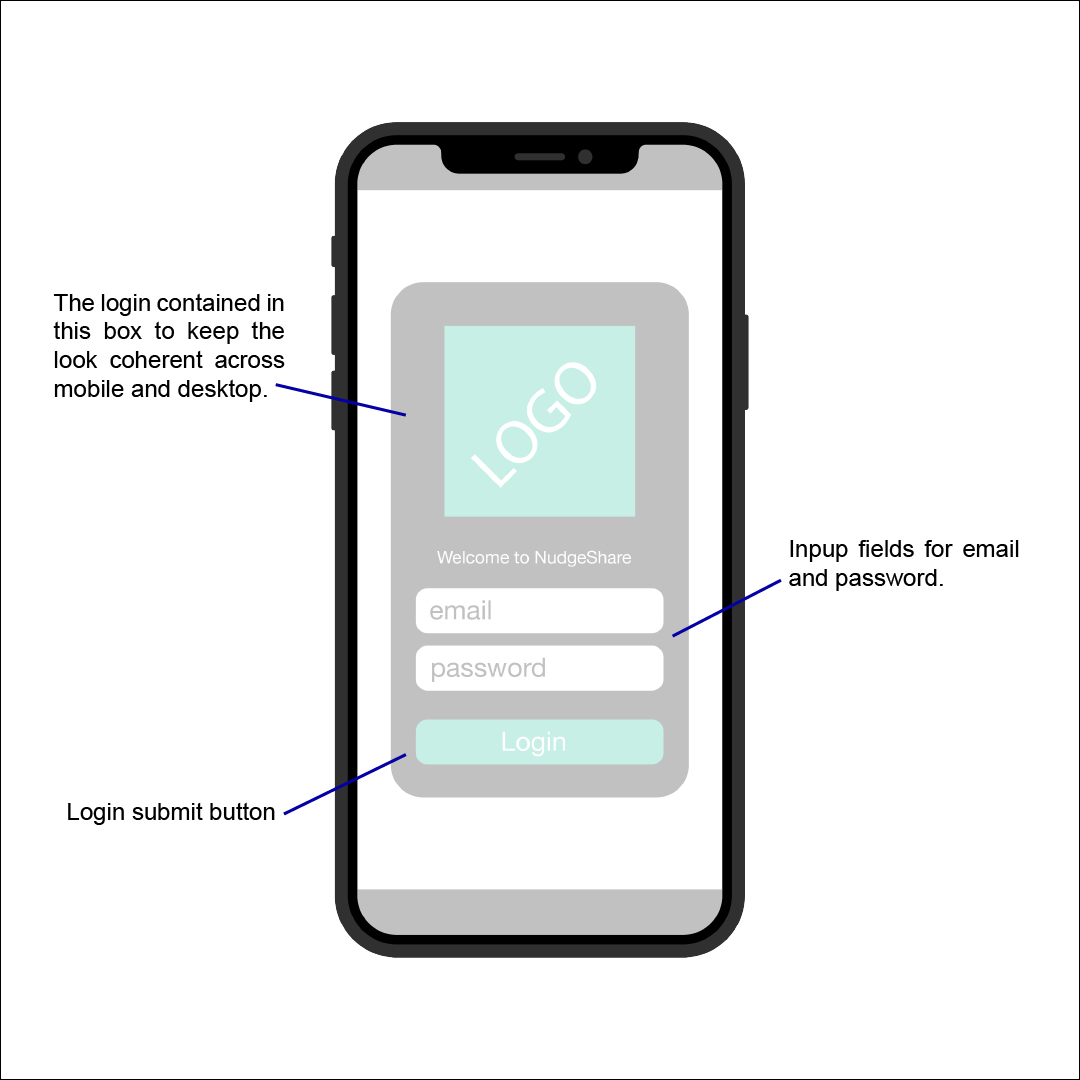 The login contained in
this box to keep the
look coherent across
mobile and desktop.
LOGO
Welcome to NudgeShare
Inpup fields for email
and password.
email
password
Login
Login submit button